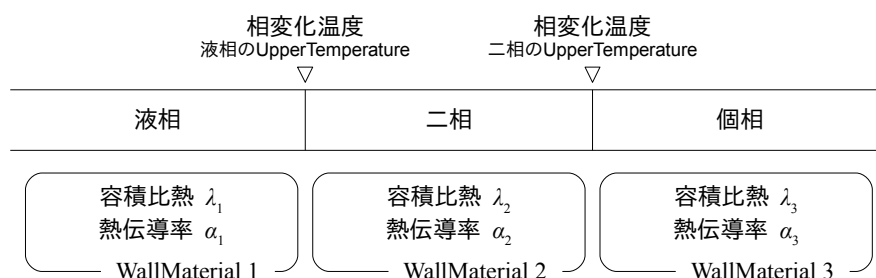 相変化温度
液相のUpperTemperature
相変化温度
二相のUpperTemperature
▽ ▽
液相 二相 個相
容積比熱 λ1 容積比熱 λ2 容積比熱 λ3
熱伝導率 α1 熱伝導率 α2 熱伝導率 α3
WallMaterial 1 WallMaterial 2 WallMaterial 3